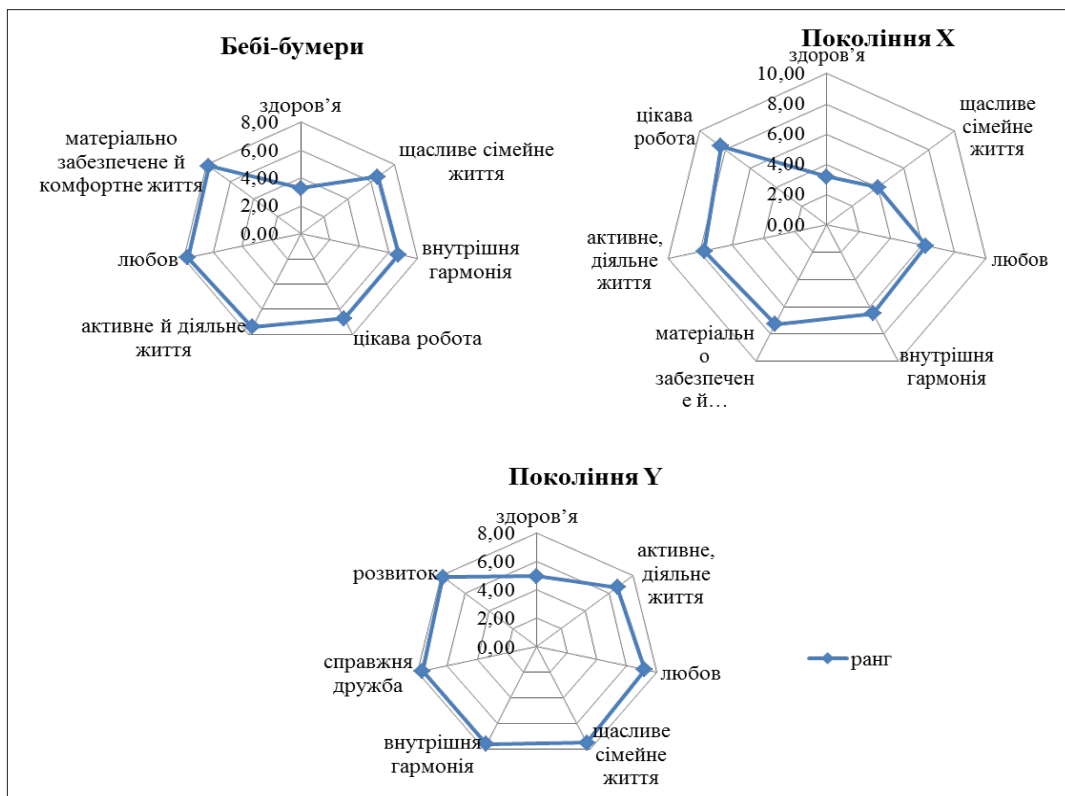 Бебі-бумери
здоров’я
8,00
6,00
4,00
2,00
0,00
щасливе сімейне
життя
внутрішня
гармонія
цікава робота
активне й діяльне
життя
любов
матеріально
забезпечене й
комфортне життя
Покоління X
здоров’я
10,00
8,00
6,00
4,00
2,00
0,00
щасливе
сімейне
життя
любов
внутрішня
гармонія
матеріальн
о
забезпечен
е й…
активне,
діяльне
життя
цікава
робота
Покоління Y
здоров’я
8,00
6,00
4,00
2,00
0,00
активне,
діяльне
життя
любов
щасливе
сімейне
життя
внутрішня
гармонія
справжня
дружба
розвиток
ранг